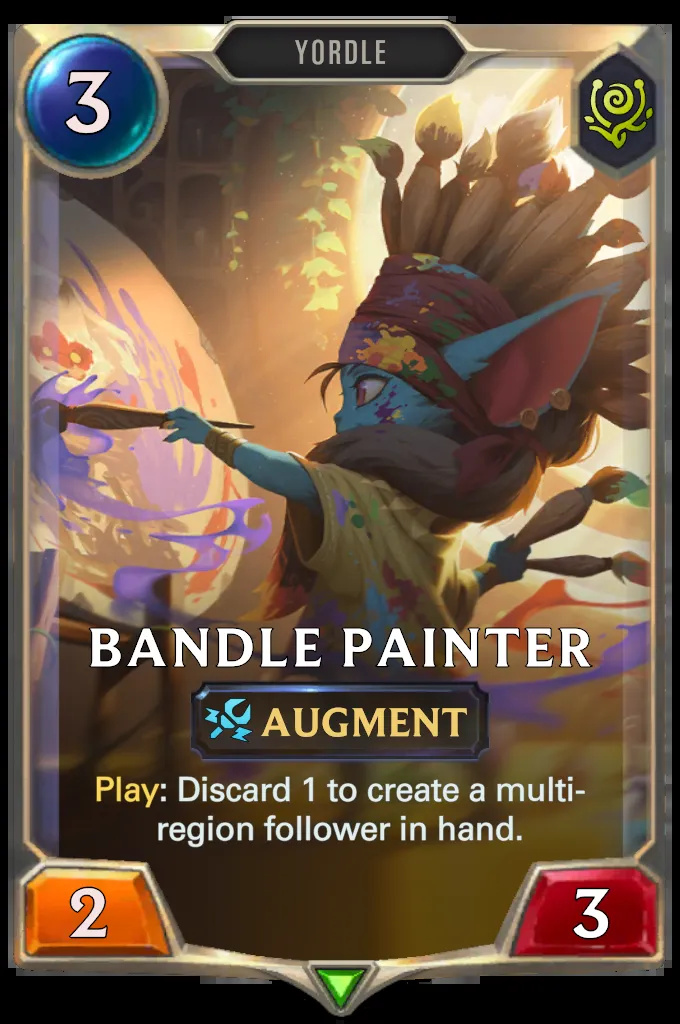 YORDLE
3
BANDLE PAINTER
AUGMENT
Play: Discard 1 to create a multi-
region follower in hand.
2
3